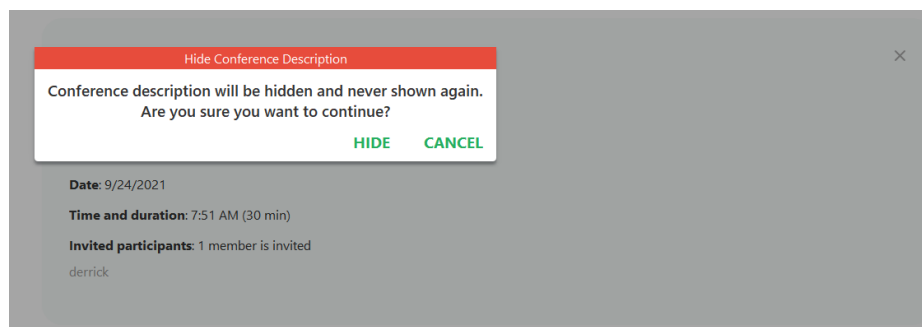 Hide Conference Description
Conference description will be hidden and never shown again.
Are you sure you want to continue?
HIDE CANCEL
Date: 9/24/2021
Time and duration: 7:51 AM (30 min)
Invited participants: 1 member is invited
derrick